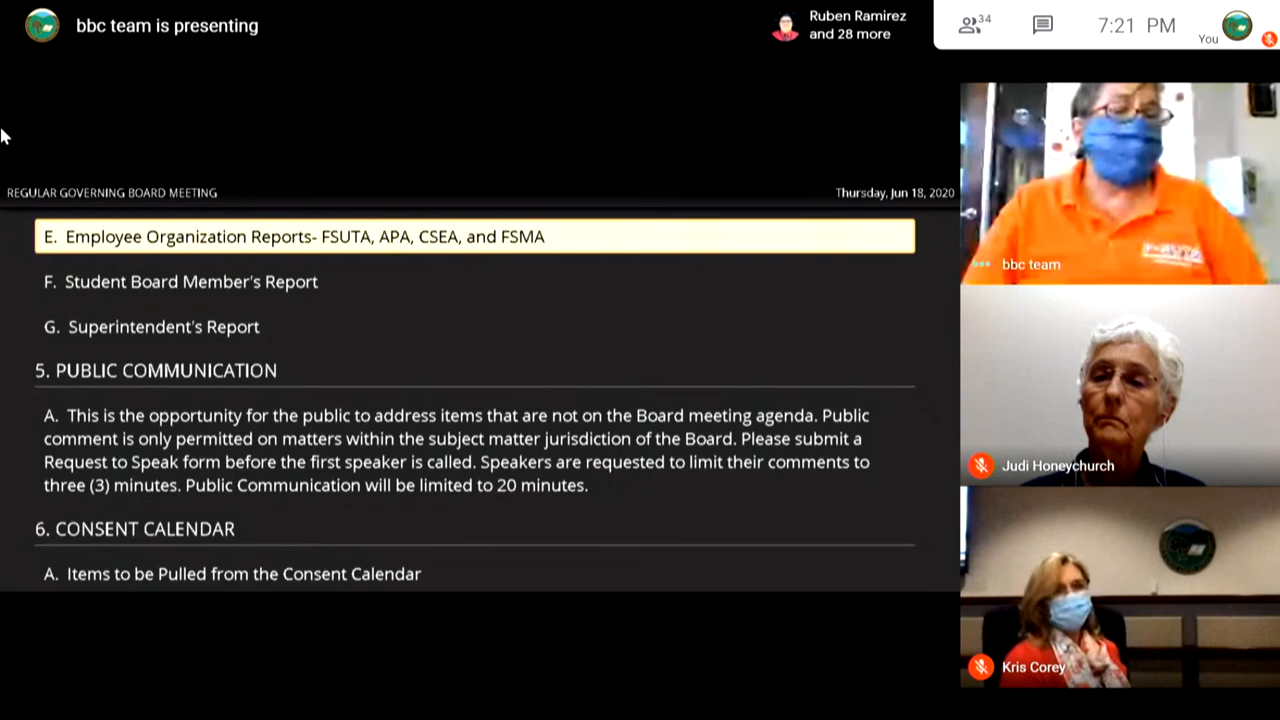 bbc team is presenting
Ruben Ramirez
and 28 more
34
7:21 PM
You
REGULAR GOVERNING BOARD MEETING
Thursday, Jun 18, 2020
E. Employee Organization Reports- FSUTA, APA, CSEA, and FSMA
F. Student Board Member's Report
G. Superintendent's Report
5. PUBLIC COMMUNICATION
A. This is the opportunity for the public to address items that are not on the Board meeting agenda. Public
comment is only permitted on matters within the subject matter jurisdiction of the Board. Please submit a
Request to Speak form before the first speaker is called. Speakers are requested to limit their comments to
three (3) minutes. Public Communication will be limited to 20 minutes.
6. CONSENT CALENDAR
A. Items to be Pulled from the Consent Calendar
bbc team
Judi Honeychurch
Kris Corey